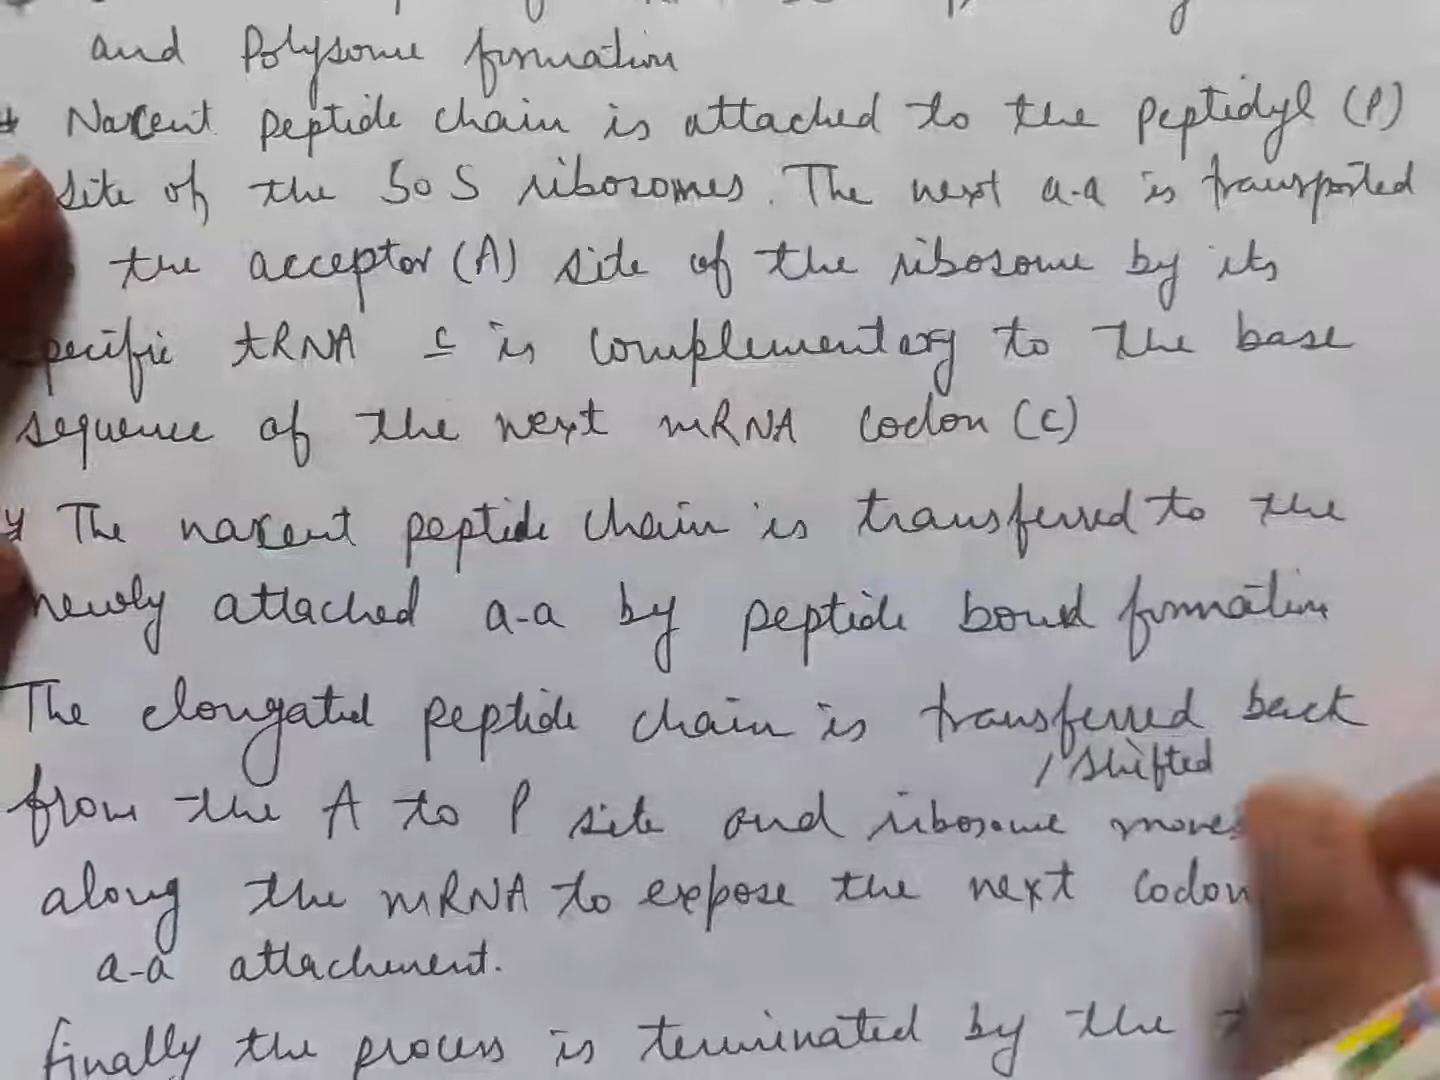 and Polysome formation
* Nascent peptide chain is attached to the Peptidyl (P)
site of the 50 S ribosomes. The next a-a is transported
the acceptor (A) site of the ribosome by its
pecific tRNA c̄ is complementary to the base
sequence of the next mRNA codon (C)
* The nascent peptide chain is transferred to the
newly attached a-a by peptide bond formation
The elongated peptide chain is transferred back
/ shifted
from the A to P site and ribosome moves
along the mRNA to expose the next codon
a-a attachment.
finally the process is terminated by the